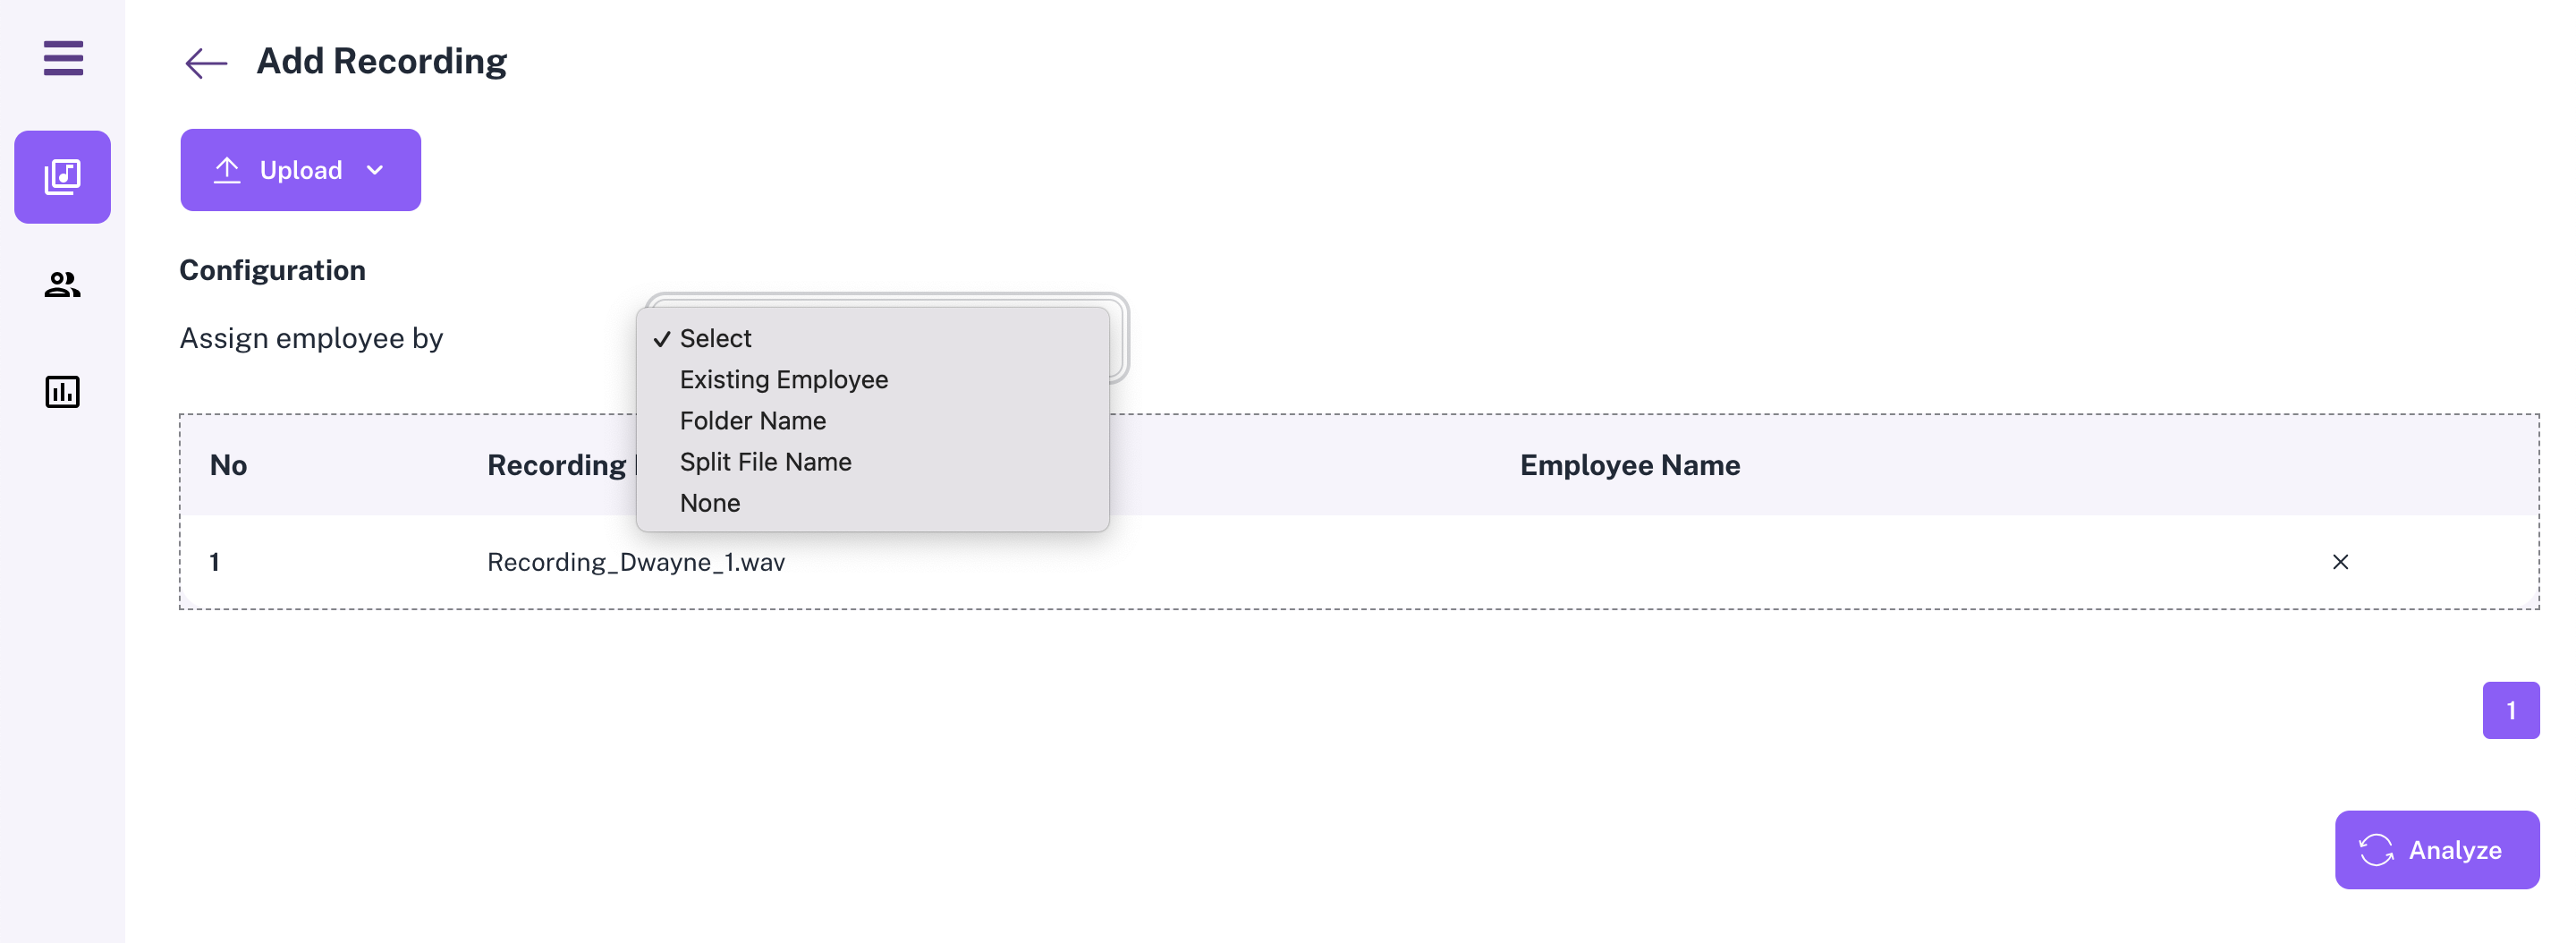 Add Recording
Upload
Configuration
Assign employee by
Select
Existing Employee
Folder Name
Split File Name
None
No Recording Employee Name
1 Recording_Dwayne_1.wav
1
Analyze